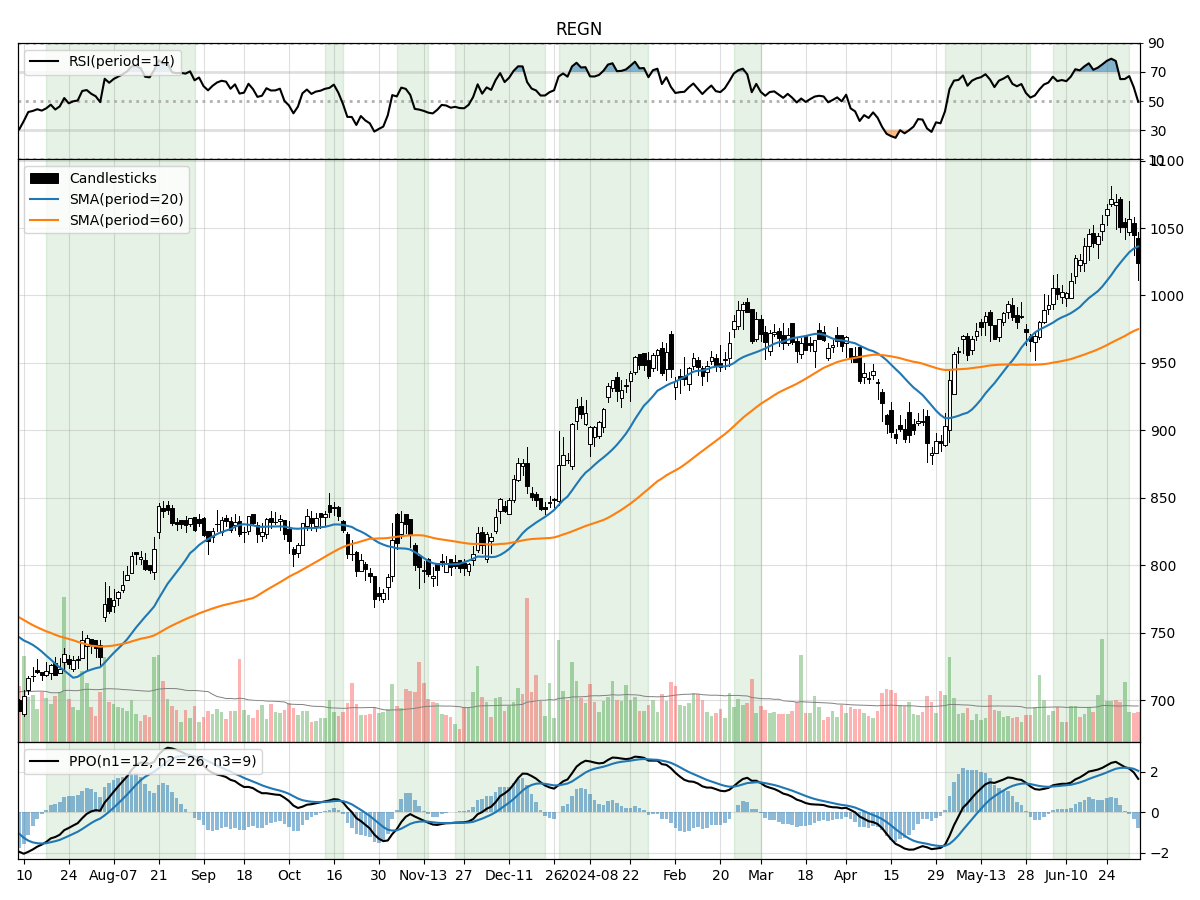 REGN
RSI(period=14)
90
70
50
30
10
Candlesticks
SMA(period=20)
SMA(period=60)
1100
1050
1000
950
900
850
800
750
700
PPO(n1=12, n2=26, n3=9)
2
0
−2
10 24 Aug-07 21 Sep 18 Oct 16 30 Nov-13 27 Dec-11 26 2024-08 22 Feb 20 Mar 18 Apr 15 29 May-13 28 Jun-10 24